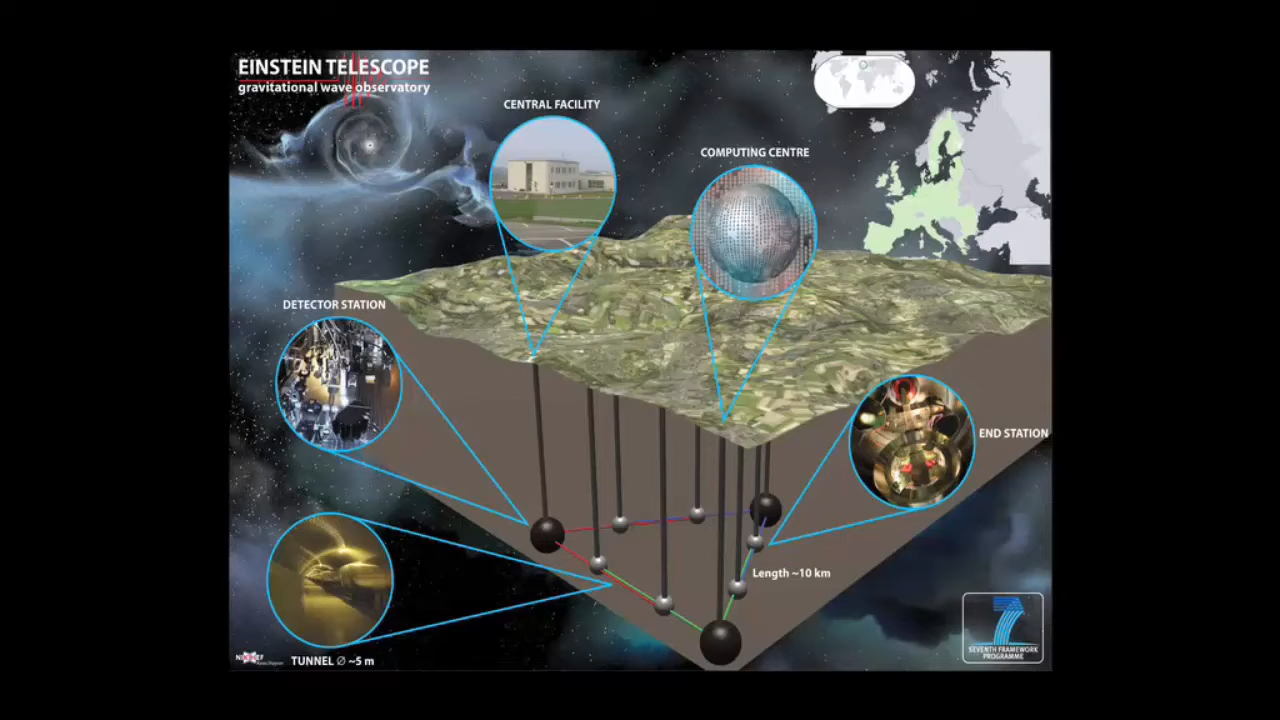 EINSTEIN TELESCOPE
gravitational wave observatory
CENTRAL FACILITY
COMPUTING CENTRE
DETECTOR STATION
END STATION
Length ~10 km
TUNNEL Ø ~5 m
7
SEVENTH FRAMEWORK
PROGRAMME